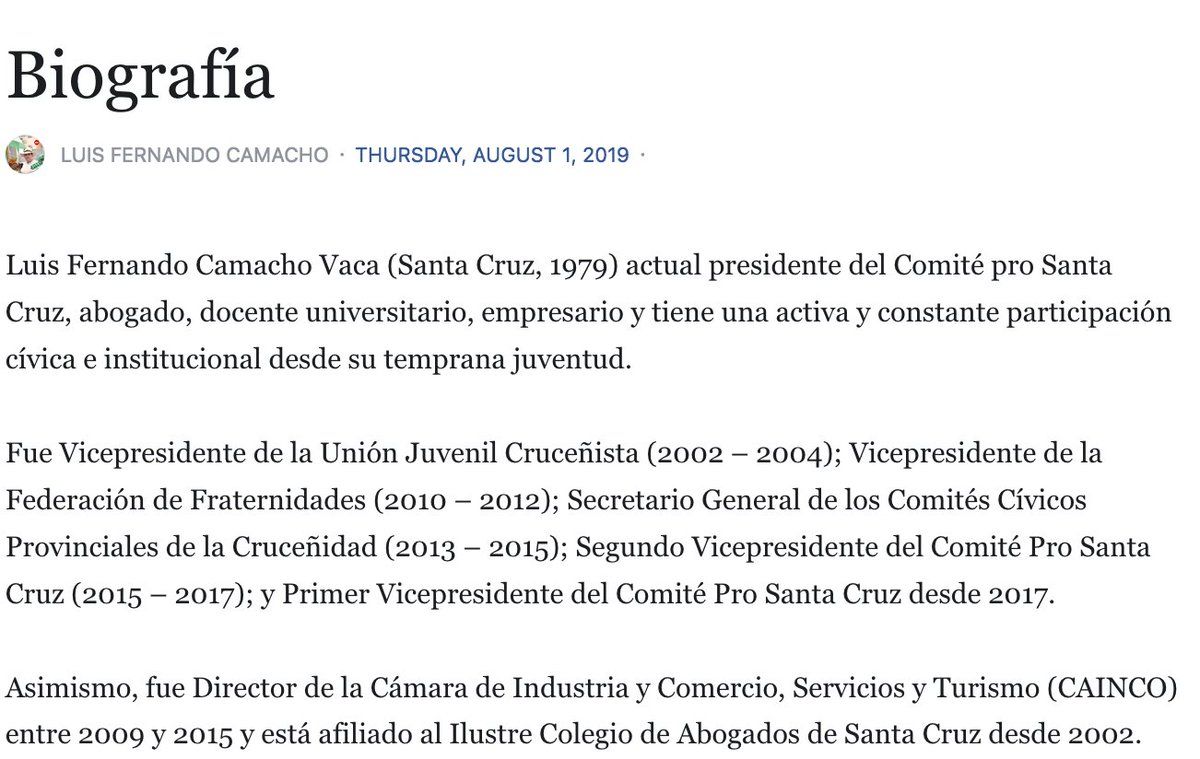 Biografía
LUIS FERNANDO CAMACHO · THURSDAY, AUGUST 1, 2019 ·
Luis Fernando Camacho Vaca (Santa Cruz, 1979) actual presidente del Comité pro Santa
Cruz, abogado, docente universitario, empresario y tiene una activa y constante participación
cívica e institucional desde su temprana juventud.
Fue Vicepresidente de la Unión Juvenil Cruceñista (2002 – 2004); Vicepresidente de la
Federación de Fraternidades (2010 – 2012); Secretario General de los Comités Cívicos
Provinciales de la Cruceñidad (2013 – 2015); Segundo Vicepresidente del Comité Pro Santa
Cruz (2015 – 2017); y Primer Vicepresidente del Comité Pro Santa Cruz desde 2017.
Asimismo, fue Director de la Cámara de Industria y Comercio, Servicios y Turismo (CAINCO)
entre 2009 y 2015 y está afiliado al Ilustre Colegio de Abogados de Santa Cruz desde 2002.